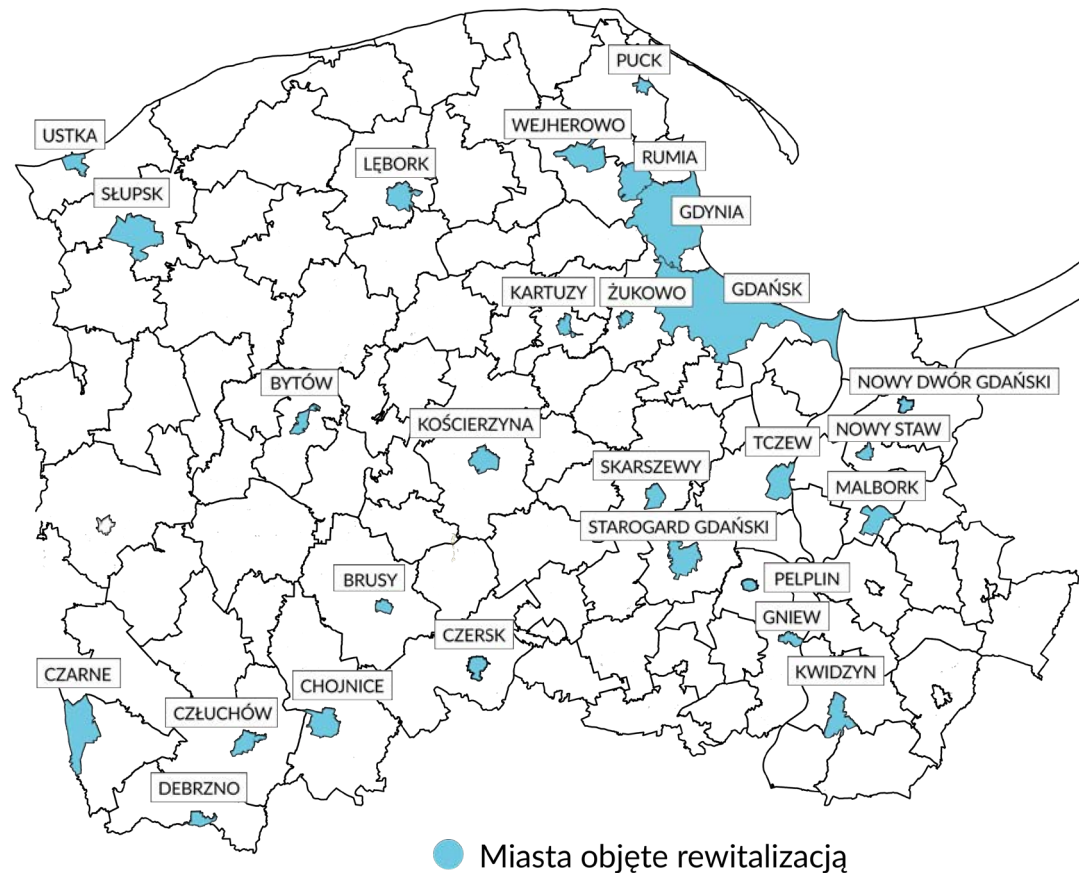 PUCK
WEJHEROWO
USTKA
RUMIA
LĘBORK
SŁUPSK
GDYNIA
KARTUZY
ŻUKOWO
GDAŃSK
BYTÓW
NOWY DWÓR GDAŃSKI
KOŚCIERZYNA
NOWY STAW
TCZEW
SKARSZEWY
MALBORK
STAROGARD GDAŃSKI
BRUSY
PELPLIN
GNIEW
CZERSK
CZARNE
KWIDZYN
CHOJNICE
CZŁUCHÓW
DEBRZNO
Miasta objęte rewitalizacją